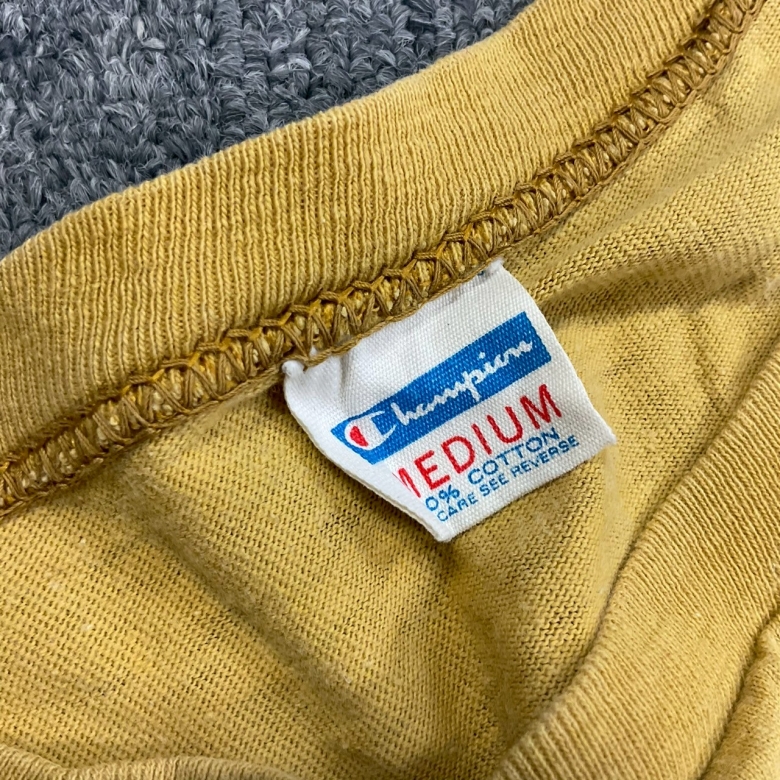 Champion
MEDIUM
0% COTTON
CARE SEE REVERSE